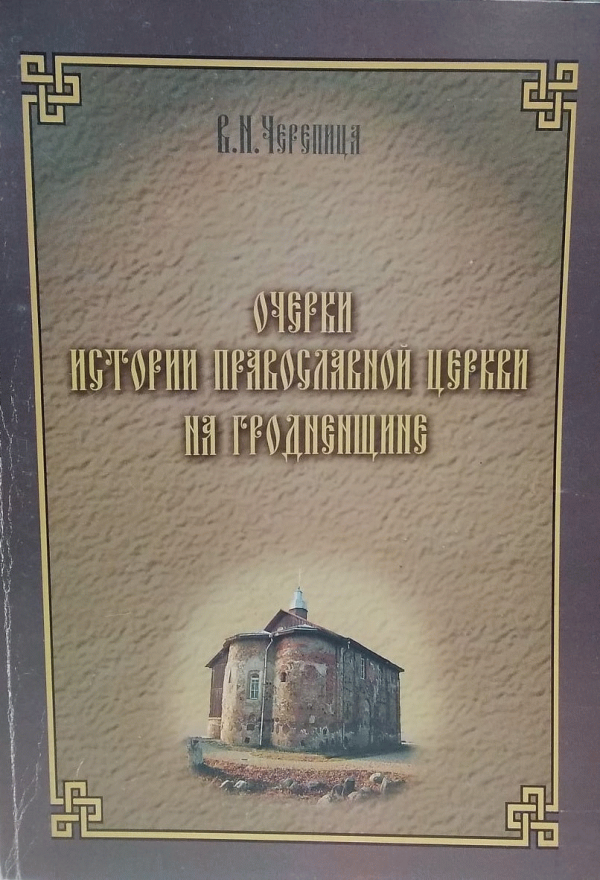 В.Н.Черепица
ОЧЕРКИ
ИСТОРИИ ПРАВОСЛАВНОЙ ЦЕРКВИ
НА ГРОДНЕНЩИНЕ